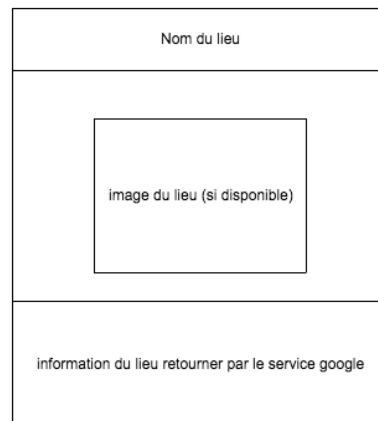 Nom du lieu
image du lieu (si disponible)
information du lieu retourner par le service google